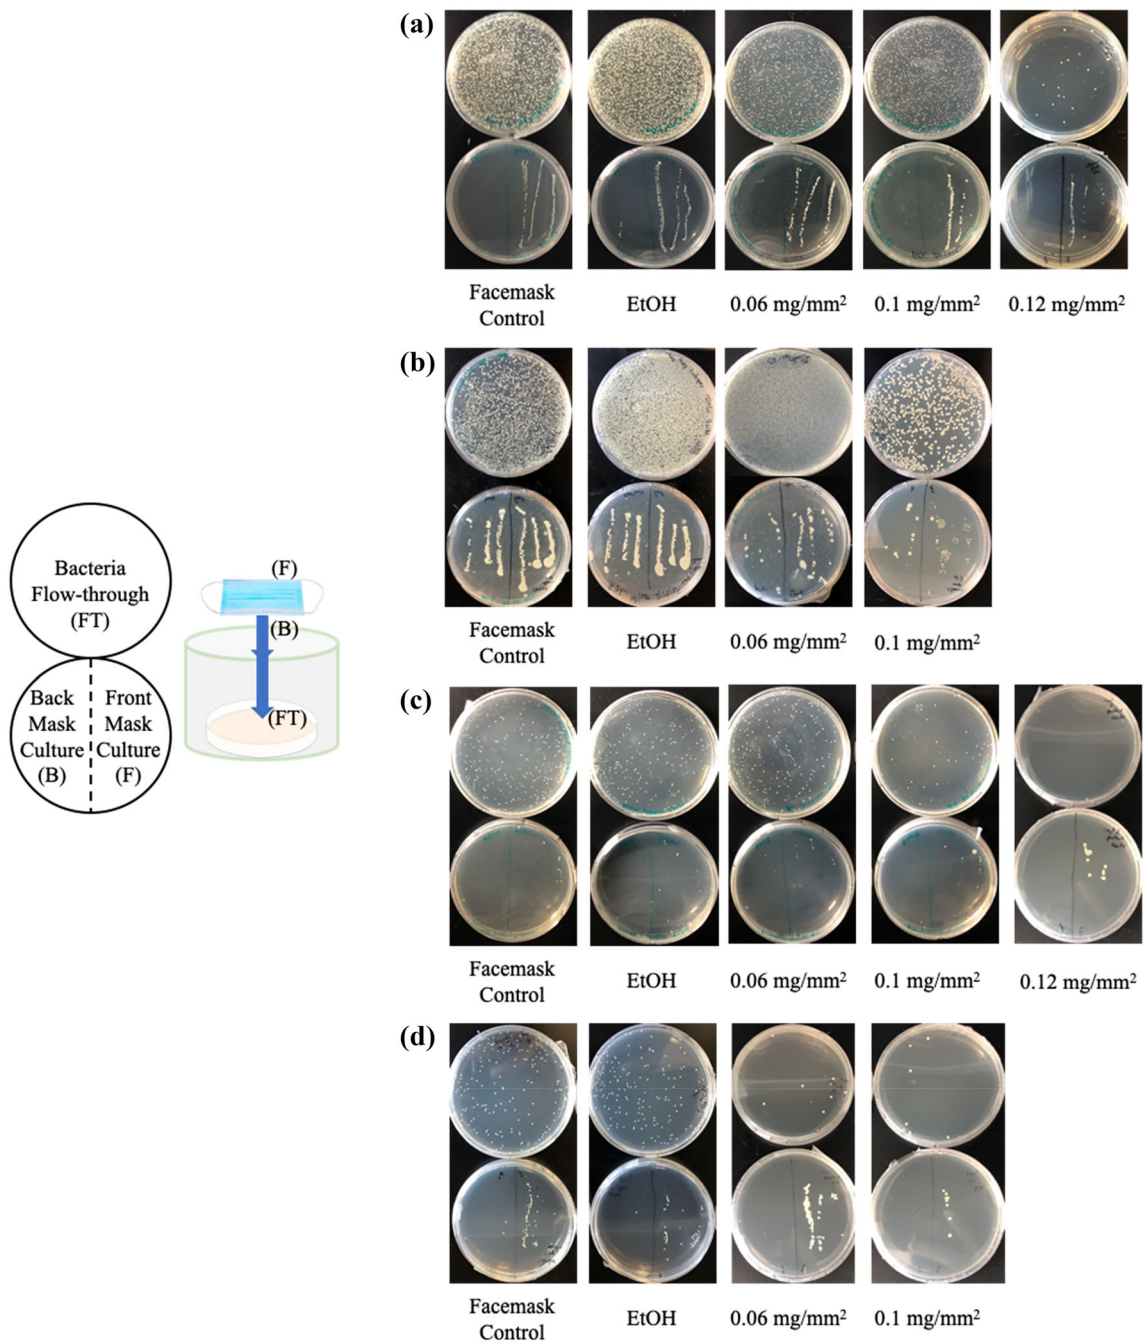 (a)
Facemask
Control
EtOH
0.06 mg/mm²
0.1 mg/mm²
0.12 mg/mm²
(b)
Facemask
Control
EtOH
0.06 mg/mm²
0.1 mg/mm²
Bacteria
Flow-through
(FT)
Back
Mask
Culture
(B)
Front
Mask
Culture
(F)
(F)
(B)
(FT)
(c)
Facemask
Control
EtOH
0.06 mg/mm²
0.1 mg/mm²
0.12 mg/mm²
(d)
Facemask
Control
EtOH
0.06 mg/mm²
0.1 mg/mm²